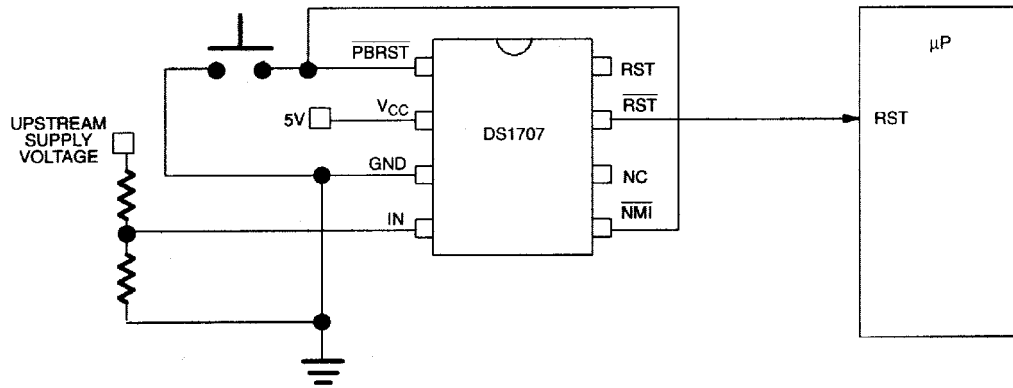 PBRST
RST
μP
UPSTREAM
SUPPLY
VOLTAGE
5V
VCC
DS1707
RST
RST
GND
NC
IN
NMI